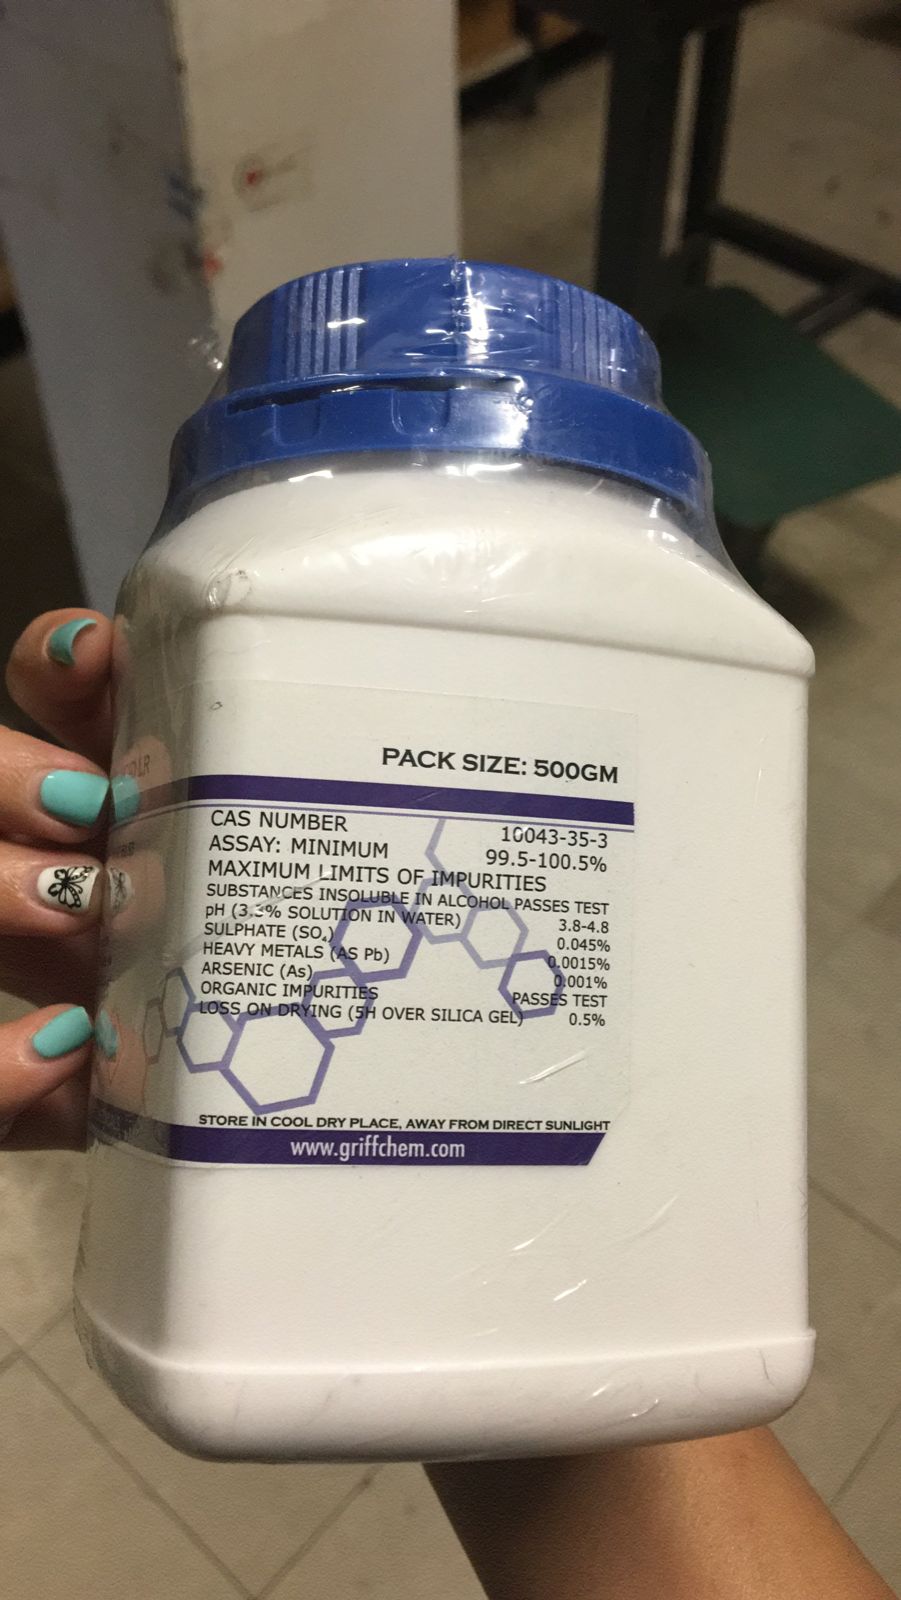 PACK SIZE: 500GM
CAS NUMBER 10043-35-3
ASSAY: MINIMUM 99.5-100.5%
MAXIMUM LIMITS OF IMPURITIES
SUBSTANCES INSOLUBLE IN ALCOHOL PASSES TEST
pH (3.3% SOLUTION IN WATER) 3.8-4.8
SULPHATE (SO₄) 0.045%
HEAVY METALS (AS Pb) 0.0015%
ARSENIC (As) 0.001%
ORGANIC IMPURITIES PASSES TEST
LOSS ON DRYING (5H OVER SILICA GEL) 0.5%
STORE IN COOL DRY PLACE, AWAY FROM DIRECT SUNLIGHT
www.griffchem.com